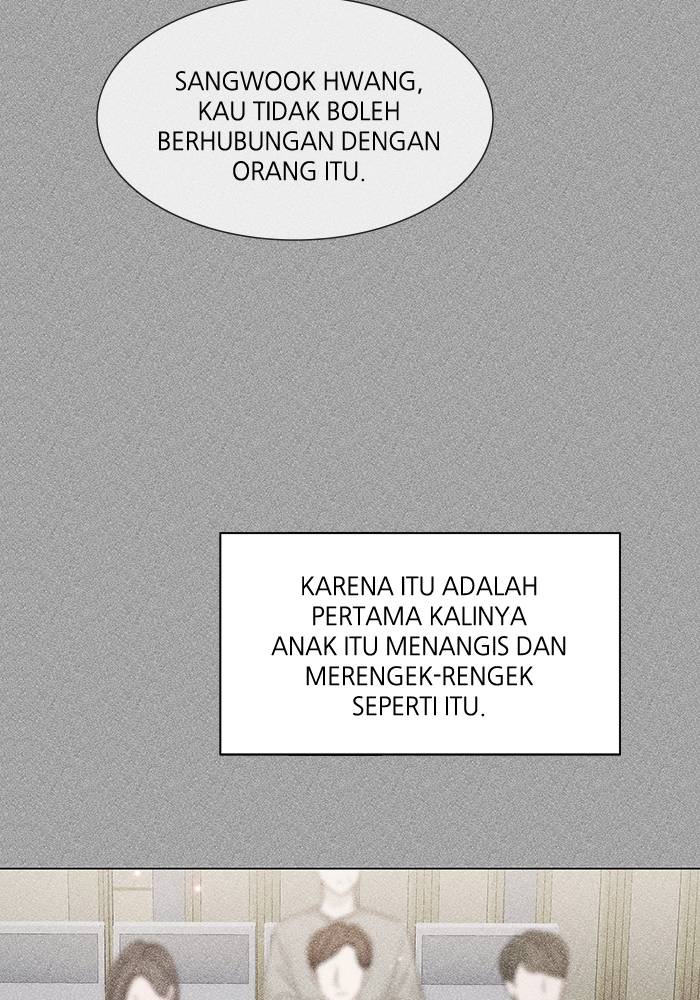 SANGWOOK HWANG,
KAU TIDAK BOLEH
BERHUBUNGAN DENGAN
ORANG ITU.
KARENA ITU ADALAH
PERTAMA KALINYA
ANAK ITU MENANGIS DAN
MERENGEK-RENGEK
SEPERTI ITU.